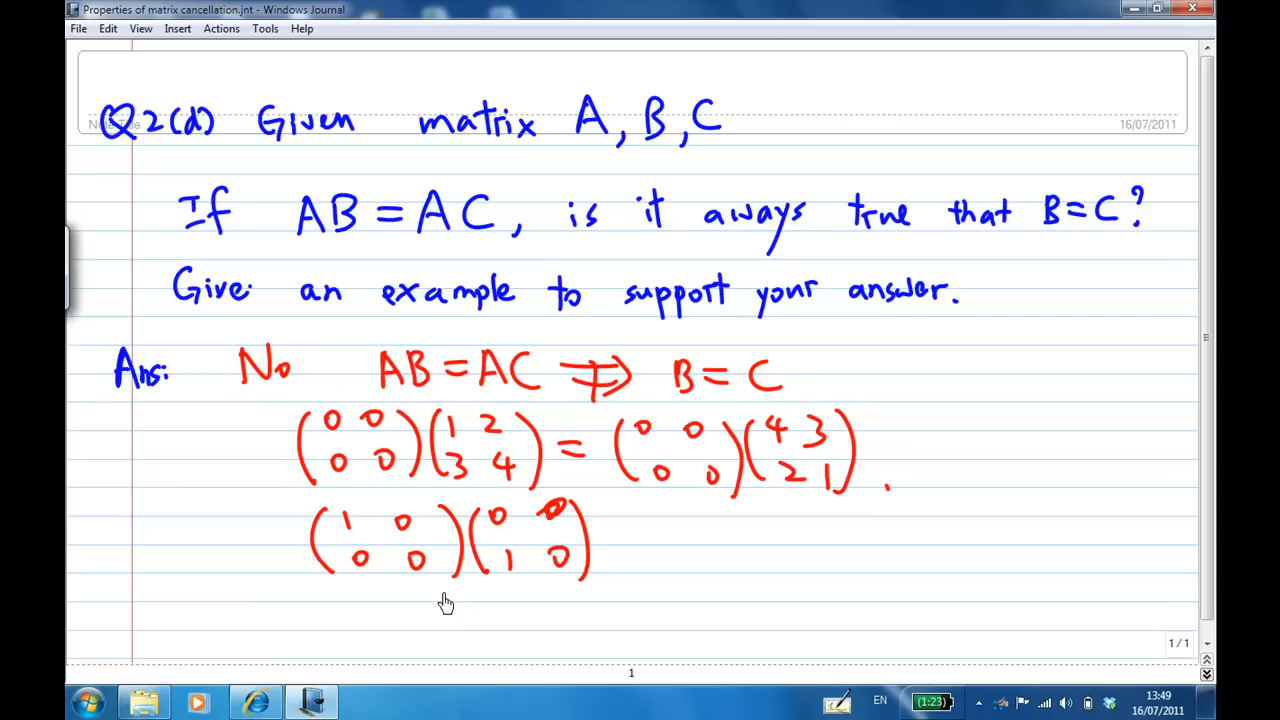 Properties of matrix cancellation.jnt - Windows Journal
File Edit View Insert Actions Tools Help
Q2(d) Given matrix A, B, C
16/07/2011
If AB = AC, is it aways true that B = C?
Give an example to support your answer.
Ans: No AB = AC ⇏ B = C
(0 0) (1 2) = (0 0) (4 3)
(0 0) (3 4) (0 0) (2 1).
(1 0) (0 0)
(0 0) (1 0)
1 / 1
1
EN (1:23) 13:49
16/07/2011